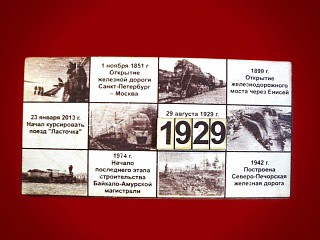 1 ноября 1851 г
Открытие
железной дороги
Санкт-Петербург
– Москва
1899 г.
Открытие
железнодорожного
моста через Енисей
23 января 2013 г.
Начал курсировать
поезд "Ласточка"
29 августа 1929 г.
1929
1974 г.
Начало
последнего этапа
строительства
Байкало-Амурской
магистрали
1942 г.
Построена
Северо-Печорская
железная дорога